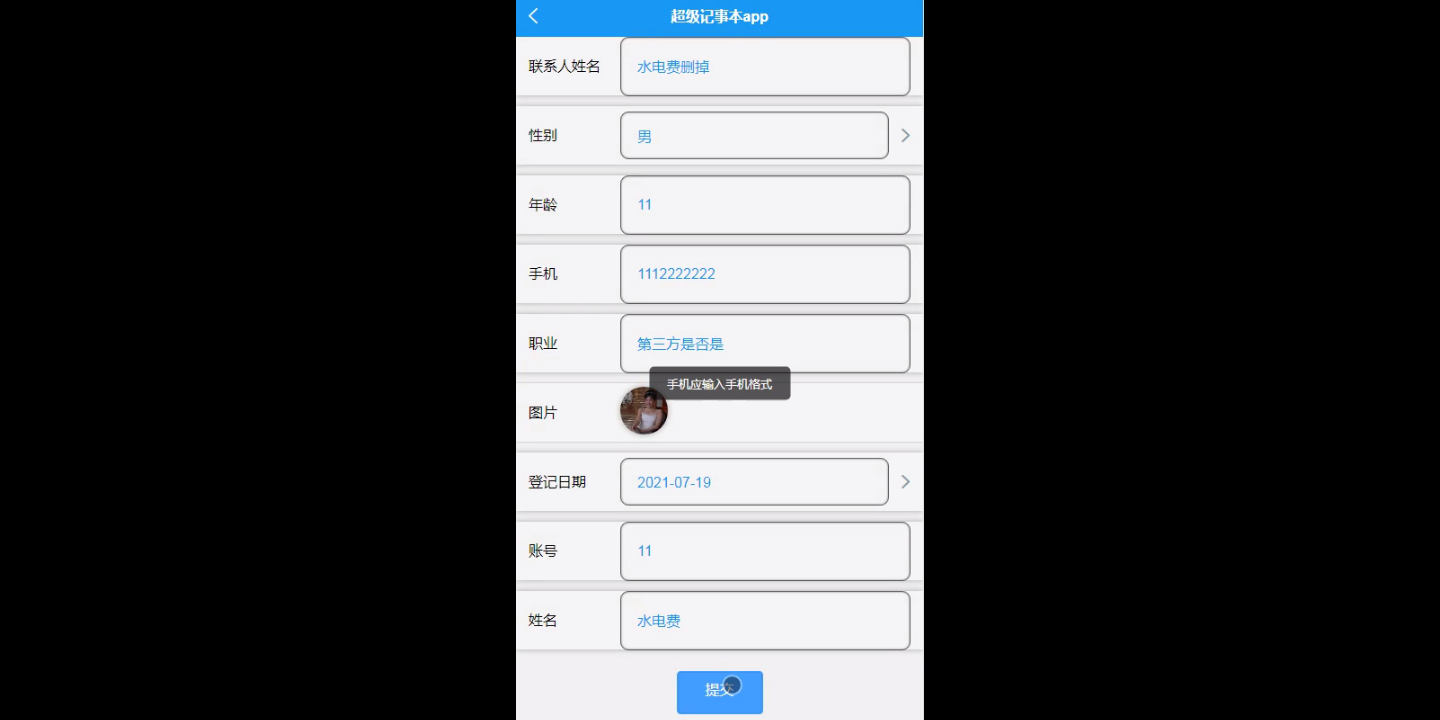 超级记事本app
联系人姓名
水电费删掉
性别
男
年龄
11
手机
1112222222
职业
第三方是否是
手机应输入手机格式
图片
登记日期
2021-07-19
账号
11
姓名
水电费
提交